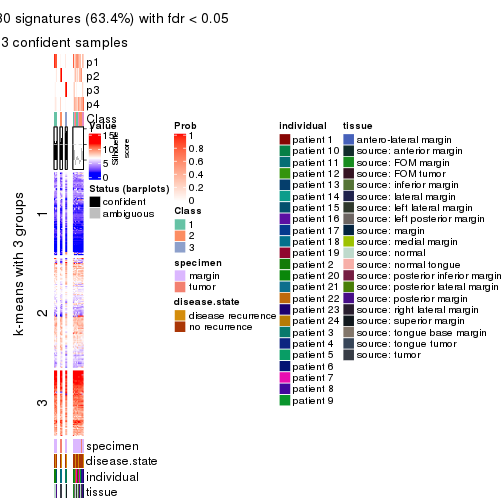 30 signatures (63.4%) with fdr < 0.05
3 confident samples
p1
p2
p3
p4
Class
Silhouette
score
k-means with 3 groups
1
2
3
specimen
disease.state
individual
tissue
Value
15
10
5
0
Status (barplots)
confident
ambiguous
Prob
1
0.8
0.6
0.4
0.2
0
Class
1
2
3
specimen
margin
tumor
disease.state
disease recurrence
no recurrence
individual
patient 1
patient 10
patient 11
patient 12
patient 13
patient 14
patient 15
patient 16
patient 17
patient 18
patient 19
patient 2
patient 20
patient 21
patient 22
patient 23
patient 24
patient 3
patient 4
patient 5
patient 6
patient 7
patient 8
patient 9
tissue
antero-lateral margin
source: anterior margin
source: FOM margin
source: FOM tumor
source: inferior margin
source: lateral margin
source: left lateral margin
source: left posterior margin
source: margin
source: medial margin
source: normal
source: normal tongue
source: posterior inferior margin
source: posterior lateral margin
source: posterior margin
source: right lateral margin
source: superior margin
source: tongue base margin
source: tongue tumor
source: tumor